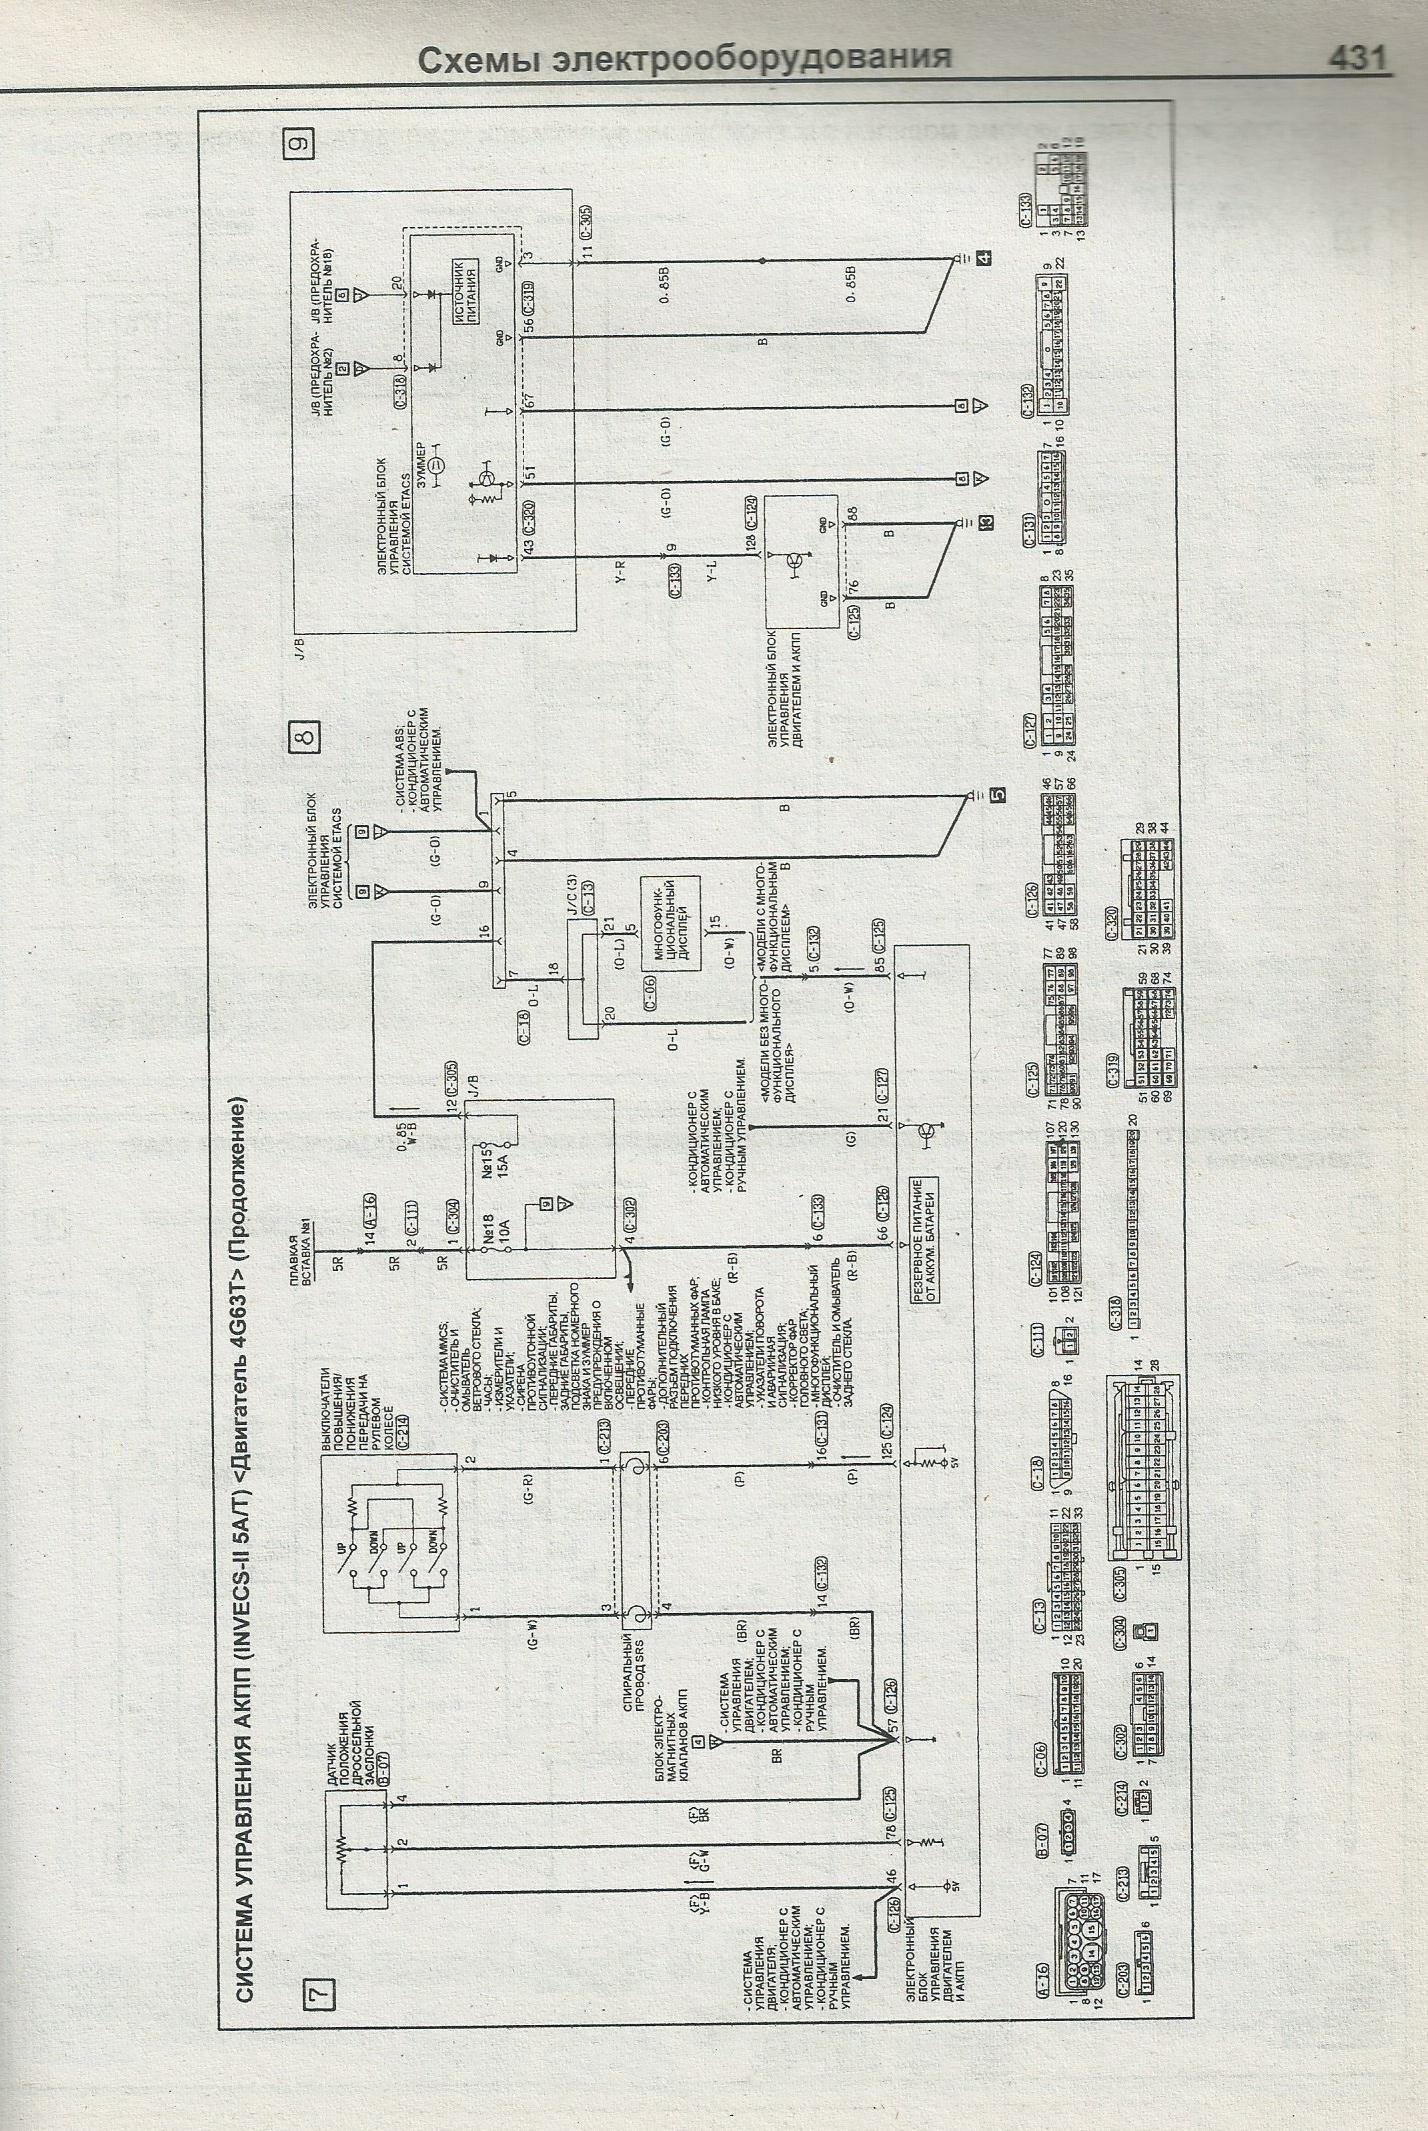 СИСТЕМА УПРАВЛЕНИЯ АКПП (INVECS-II 5A/T) <Двигатель 4G63T> (Продолжение)
7
ДАТЧИК
ПОЛОЖЕНИЯ
ДРОССЕЛЬНОЙ
ЗАСЛОНКИ
B-07
1
2
4
<F>
Y-B
<F>
G-W
<F>
BR
- СИСТЕМА
УПРАВЛЕНИЯ
ДВИГАТЕЛЯ;
- КОНДИЦИОНЕР С
АВТОМАТИЧЕСКИМ
УПРАВЛЕНИЕМ;
- КОНДИЦИОНЕР С
РУЧНЫМ
УПРАВЛЕНИЕМ.
ВЫКЛЮЧАТЕЛИ
ПОВЫШЕНИЯ/
ПОНИЖЕНИЯ
ПЕРЕДАЧИ НА
РУЛЕВОМ
КОЛЕСЕ
C-214
UP
DOWN
UP
DOWN
1
2
(G-W)
(G-R)
3
1 C-213
СПИРАЛЬНЫЙ
ПРОВОД SRS
4
6 C-203
БЛОК ЭЛЕКТРО-
МАГНИТНЫХ
КЛАПАНОВ АКПП
4
K
BR
- СИСТЕМА
УПРАВЛЕНИЯ
ДВИГАТЕЛЕМ;
- КОНДИЦИОНЕР С
АВТОМАТИЧЕСКИМ
УПРАВЛЕНИЕМ;
- КОНДИЦИОНЕР С
РУЧНЫМ
УПРАВЛЕНИЕМ.
(BR)
(P)
14 C-132
16 C-131
(BR)
(P)
C-126 46
78 C-125
57 C-126
125 C-124
ЭЛЕКТРОННЫЙ
БЛОК
УПРАВЛЕНИЯ
ДВИГАТЕЛЕМ
И АКПП
5V
5V
ПЛАВКАЯ
ВСТАВКА №1
5R
14 A-16
5R
2 C-111
5R
1 C-304
№18
10A
№15
15A
J/B
9
J
12 C-305
0.85
W-B
4 C-302
- СИСТЕМА MMCS;
- ОЧИСТИТЕЛЬ И
ОМЫВАТЕЛЬ
ВЕТРОВОГО СТЕКЛА;
- ЧАСЫ;
- ИЗМЕРИТЕЛИ И
УКАЗАТЕЛИ;
- СИРЕНА
ПРОТИВОУГОННОЙ
СИГНАЛИЗАЦИИ;
- ПЕРЕДНИЕ ГАБАРИТЫ,
ЗАДНИЕ ГАБАРИТЫ,
ПОДСВЕТКА НОМЕРНОГО
ЗНАКА И ЗУММЕР
ПРЕДУПРЕЖДЕНИЯ О
ВКЛЮЧЕННОМ
ОСВЕЩЕНИИ;
- ПЕРЕДНИЕ
ПРОТИВОТУМАННЫЕ
ФАРЫ;
- ДОПОЛНИТЕЛЬНЫЙ
РАЗЪЕМ ПОДКЛЮЧЕНИЯ
ПЕРЕДНИХ
ПРОТИВОТУМАННЫХ ФАР;
- КОНТРОЛЬНАЯ ЛАМПА
НИЗКОГО УРОВНЯ В БАКЕ;
- КОНДИЦИОНЕР С
АВТОМАТИЧЕСКИМ
УПРАВЛЕНИЕМ;
- УКАЗАТЕЛИ ПОВОРОТА
И АВАРИЙНАЯ
СИГНАЛИЗАЦИЯ;
- КОРРЕКТОР ФАР
ГОЛОВНОГО СВЕТА;
- МНОГОФУНКЦИОНАЛЬНЫЙ
ДИСПЛЕЙ;
- ОЧИСТИТЕЛЬ И ОМЫВАТЕЛЬ
ЗАДНЕГО СТЕКЛА.
(R-B)
6 C-133
(R-B)
66 C-126
РЕЗЕРВНОЕ ПИТАНИЕ
ОТ АККУМ. БАТАРЕИ
- КОНДИЦИОНЕР С
АВТОМАТИЧЕСКИМ
УПРАВЛЕНИЕМ;
- КОНДИЦИОНЕР С
РУЧНЫМ УПРАВЛЕНИЕМ.
(G)
21 C-127
8
ЭЛЕКТРОННЫЙ БЛОК
УПРАВЛЕНИЯ
СИСТЕМОЙ ETACS
9
9
K
L
(G-O)
(G-O)
- СИСТЕМА ABS;
- КОНДИЦИОНЕР С
АВТОМАТИЧЕСКИМ
УПРАВЛЕНИЕМ.
16
9
1
7
4
5
C-18
O-L
18
J/C (3)
C-13
20
21
(O-L)
5
C-06
МНОГОФУНК-
ЦИОНАЛЬНЫЙ
ДИСПЛЕЙ
O-L
15
(O-W)
<МОДЕЛИ БЕЗ МНОГО-
ФУНКЦИОНАЛЬНОГО
ДИСПЛЕЯ>
<МОДЕЛИ С МНОГО-
ФУНКЦИОНАЛЬНЫМ
ДИСПЛЕЕМ>
B
B
5 C-132
(O-W)
85 C-125
5
9
J/B
J/B (ПРЕДОХРА-
НИТЕЛЬ №2)
J/B (ПРЕДОХРА-
НИТЕЛЬ №18)
2
8
J
ЭЛЕКТРОННЫЙ БЛОК
УПРАВЛЕНИЯ
СИСТЕМОЙ ETACS
C-318 8
20
ЗУММЕР
ИСТОЧНИК
ПИТАНИЯ
GND
GND
43 C-320
51
67
56 C-319
3
11 C-305
Y-R
C-133 9
Y-L
128 C-124
(G-O)
(G-O)
0.85B
B
0.85B
ЭЛЕКТРОННЫЙ БЛОК
УПРАВЛЕНИЯ
ДВИГАТЕЛЕМ И АКПП
GND
GND
C-125 76
88
B
B
13
8
K
8
L
4
A-16
B-07
C-06
C-13
C-18
C-111
C-124
C-125
C-126
C-127
C-131
C-132
C-133
C-203
C-213
C-214
C-302
C-304
C-305
C-318
C-319
C-320
Схемы электрооборудования
431